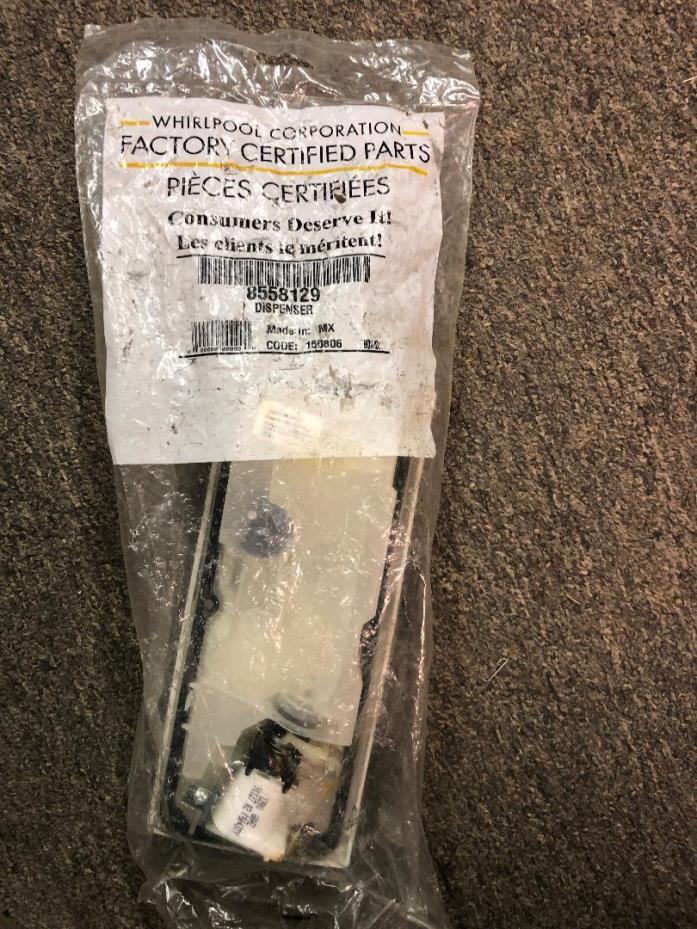 WHIRLPOOL CORPORATION
FACTORY CERTIFIED PARTS
PIÈCES CERTIFIÉES
Consumers Deserve It!
Les clients le méritent!
8558129
DISPENSER
Made in: MX
CODE: 150806